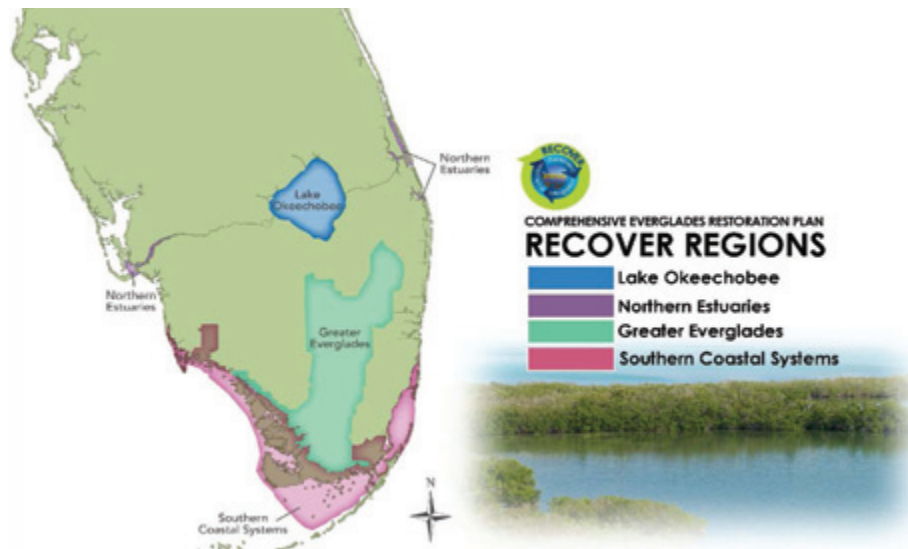 Northern
Estuaries
Lake
Okeechobee
Northern
Estuaries
Greater
Everglades
Southern
Coastal Systems
N
RECOVER
COMPREHENSIVE EVERGLADES RESTORATION PLAN
RECOVER REGIONS
Lake Okeechobee
Northern Estuaries
Greater Everglades
Southern Coastal Systems